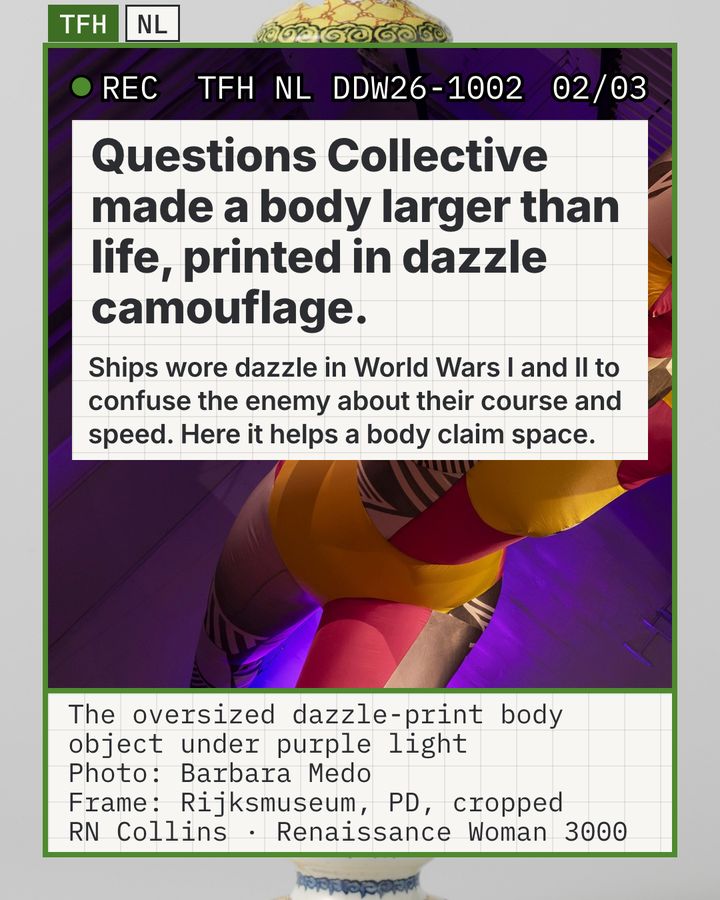 TFH NL
REC TFH NL DDW26-1002 02/03
Questions Collective
made a body larger than
life, printed in dazzle
camouflage.
Ships wore dazzle in World Wars I and II to
confuse the enemy about their course and
speed. Here it helps a body claim space.
The oversized dazzle-print body
object under purple light
Photo: Barbara Medo
Frame: Rijksmuseum, PD, cropped
RN Collins · Renaissance Woman 3000